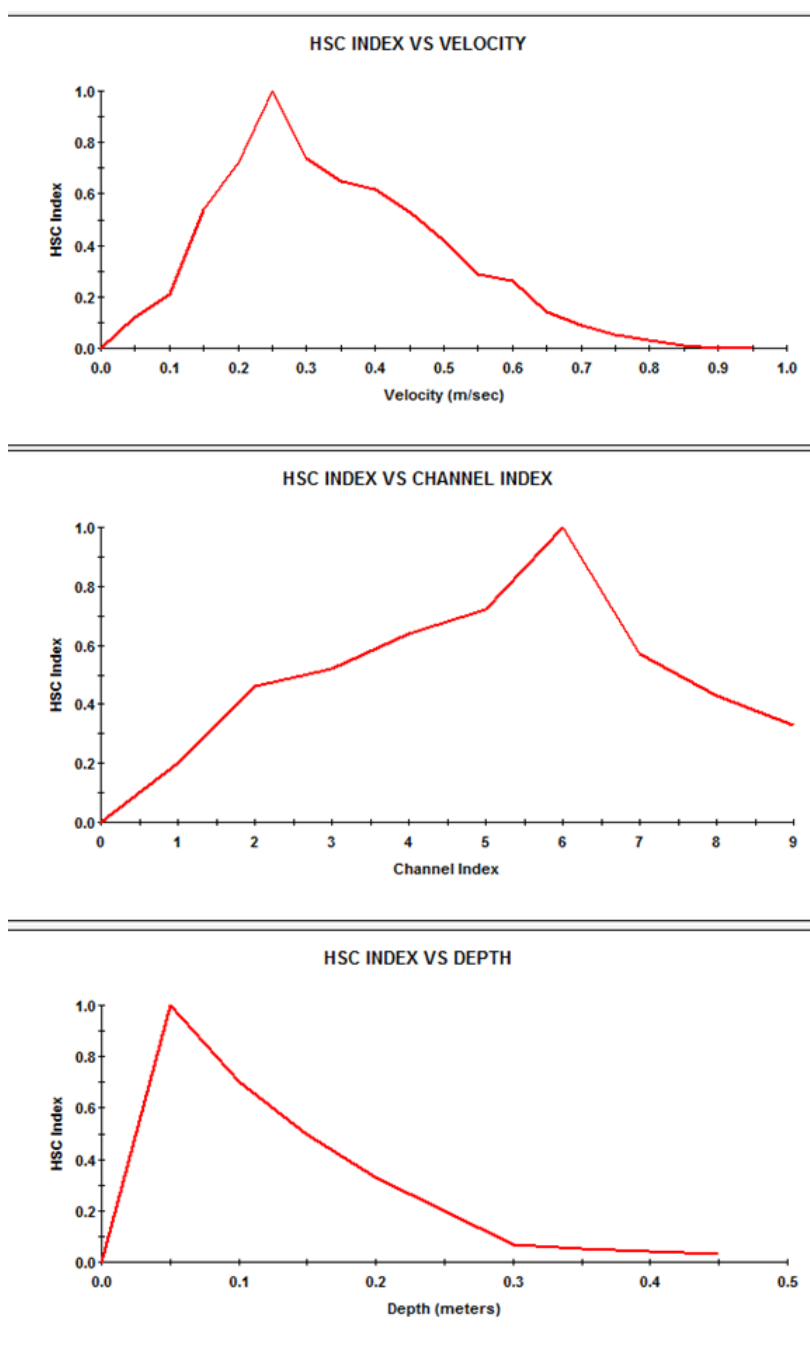 HSC INDEX VS VELOCITY
1.0
0.8
0.6
0.4
0.2
0.0
HSC Index
0.0 0.1 0.2 0.3 0.4 0.5 0.6 0.7 0.8 0.9 1.0
Velocity (m/sec)
HSC INDEX VS CHANNEL INDEX
1.0
0.8
0.6
0.4
0.2
0.0
HSC Index
0 1 2 3 4 5 6 7 8 9
Channel Index
HSC INDEX VS DEPTH
1.0
0.8
0.6
0.4
0.2
0.0
HSC Index
0.0 0.1 0.2 0.3 0.4 0.5
Depth (meters)